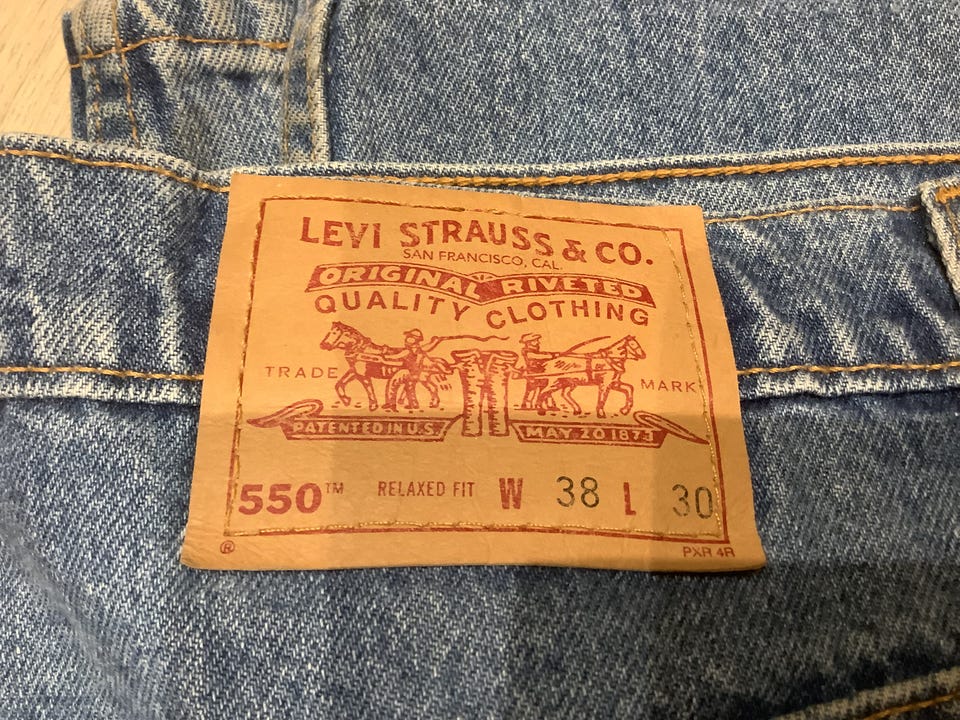 LEVI STRAUSS & CO.
SAN FRANCISCO, CAL.
ORIGINAL RIVETED
QUALITY CLOTHING
TRADE MARK
PATENTED IN U.S. MAY 20 1873
550™ RELAXED FIT W 38 L 30
® PXR 4R